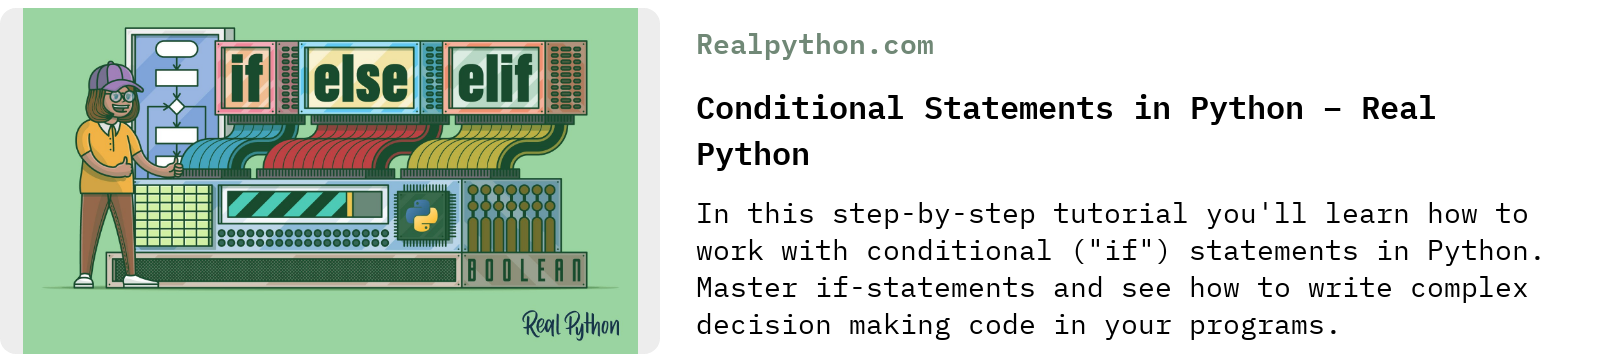 if else elif
BOOLEAN
Real Python
Realpython.com
Conditional Statements in Python – Real
Python
In this step-by-step tutorial you'll learn how to
work with conditional ("if") statements in Python.
Master if-statements and see how to write complex
decision making code in your programs.